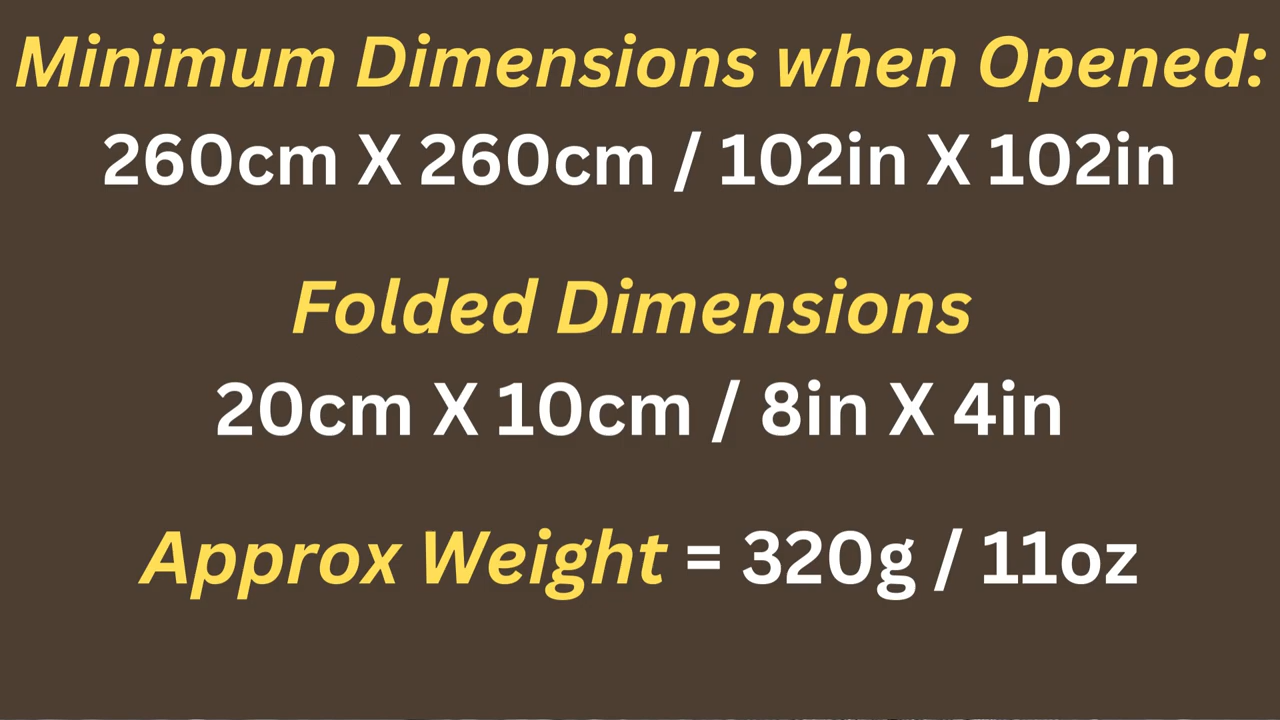 Minimum Dimensions when Opened:
260cm X 260cm / 102in X 102in
Folded Dimensions
20cm X 10cm / 8in X 4in
Approx Weight = 320g / 11oz